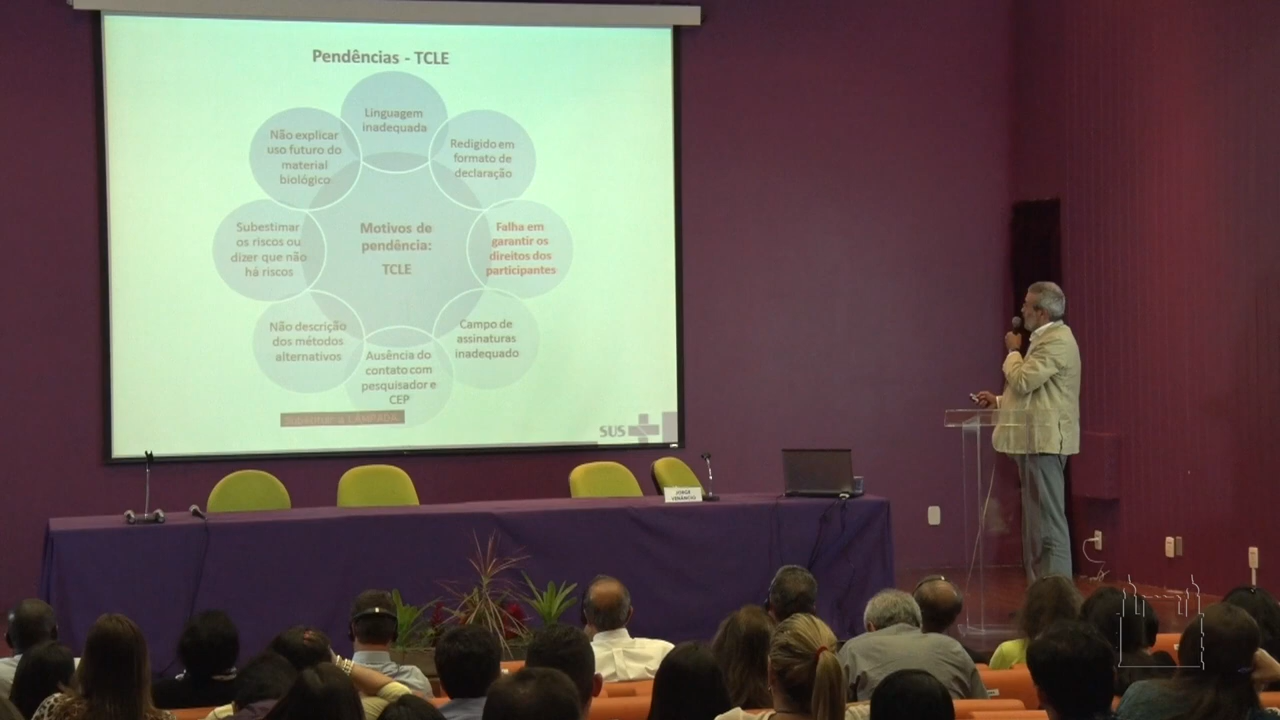 Pendências - TCLE
Linguagem
inadequada
Redigido em
formato de
declaração
Falha em
garantir os
direitos dos
participantes
Campo de
assinaturas
inadequado
Ausência do
contato com
pesquisador e
CEP
Não descrição
dos métodos
alternativos
Subestimar
os riscos ou
dizer que não
há riscos
Não explicar
uso futuro do
material
biológico
Motivos de
pendência:
TCLE
SUS
JORGE
VENÂNCIO